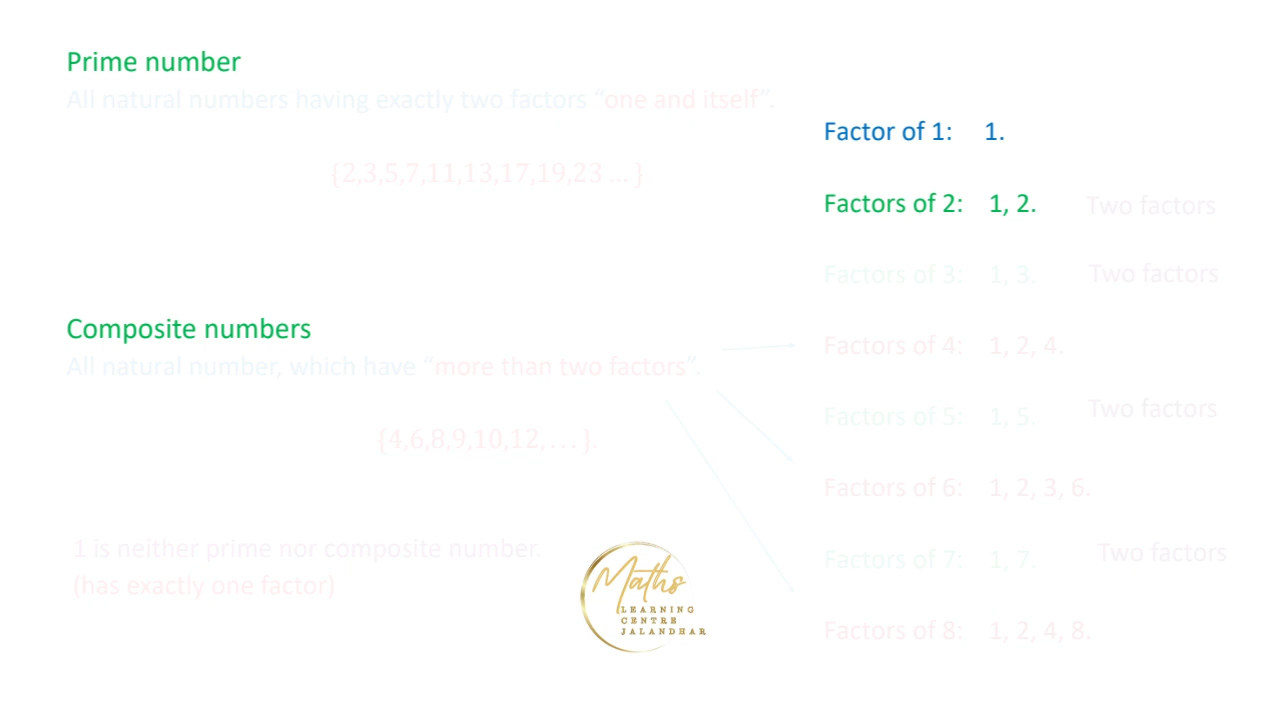 Prime number
All natural numbers having exactly two factors “one and itself”.
{2,3,5,7,11,13,17,19,23 … }
Composite numbers
All natural number, which have “more than two factors”.
{4,6,8,9,10,12, . . . }.
1 is neither prime nor composite number.
(has exactly one factor)
Factor of 1: 1.
Factors of 2: 1, 2. Two factors
Factors of 3: 1, 3. Two factors
Factors of 4: 1, 2, 4.
Factors of 5: 1, 5. Two factors
Factors of 6: 1, 2, 3, 6.
Factors of 7: 1, 7. Two factors
Factors of 8: 1, 2, 4, 8.
Maths
LEARNING
CENTRE
JALANDHAR